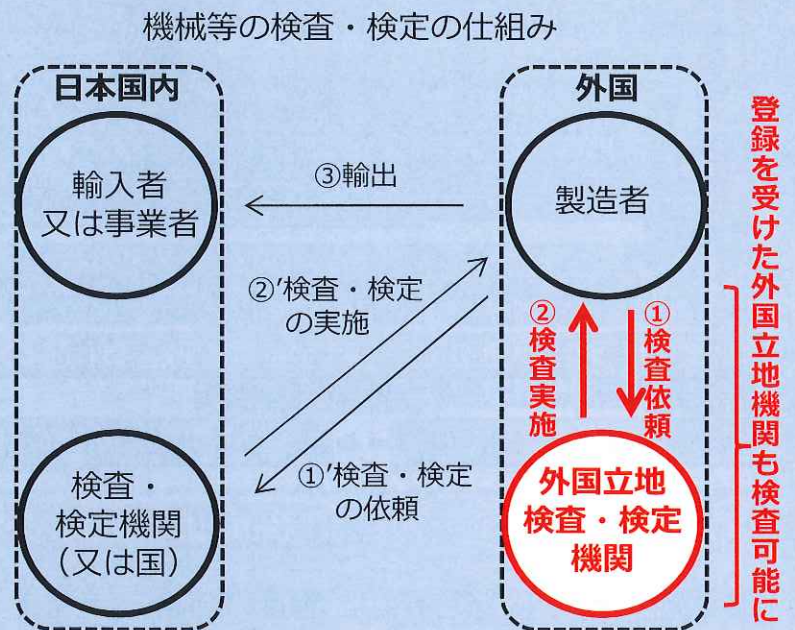 機械等の検査・検定の仕組み
日本国内
外国
輸入者
又は事業者
③輸出
製造者
②'検査・検定
の実施
②検査実施
①検査依頼
登録を受けた外国立地機関も検査可能に
検査・
検定機関
（又は国）
①'検査・検定
の依頼
外国立地
検査・検定
機関